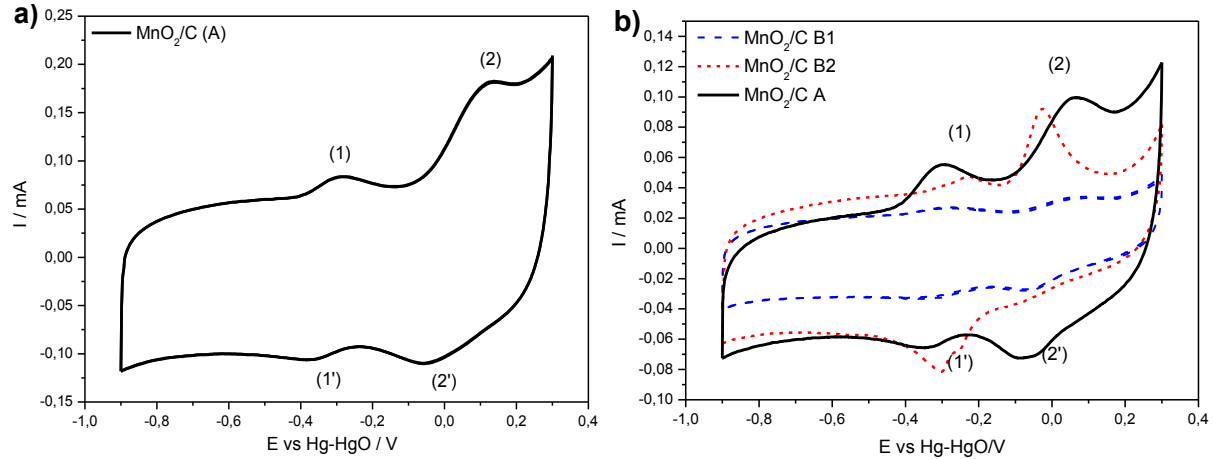 a)
MnO₂/C (A)
(1)
(2)
(1')
(2')
0,25
0,20
0,15
0,10
0,05
0,00
-0,05
-0,10
-0,15
I / mA
-1,0 -0,8 -0,6 -0,4 -0,2 0,0 0,2 0,4
E vs Hg-HgO / V
b)
MnO₂/C B1
MnO₂/C B2
MnO₂/C A
(1)
(2)
(1')
(2')
0,14
0,12
0,10
0,08
0,06
0,04
0,02
0,00
-0,02
-0,04
-0,06
-0,08
-0,10
I / mA
-1,0 -0,8 -0,6 -0,4 -0,2 0,0 0,2 0,4
E vs Hg-HgO/V